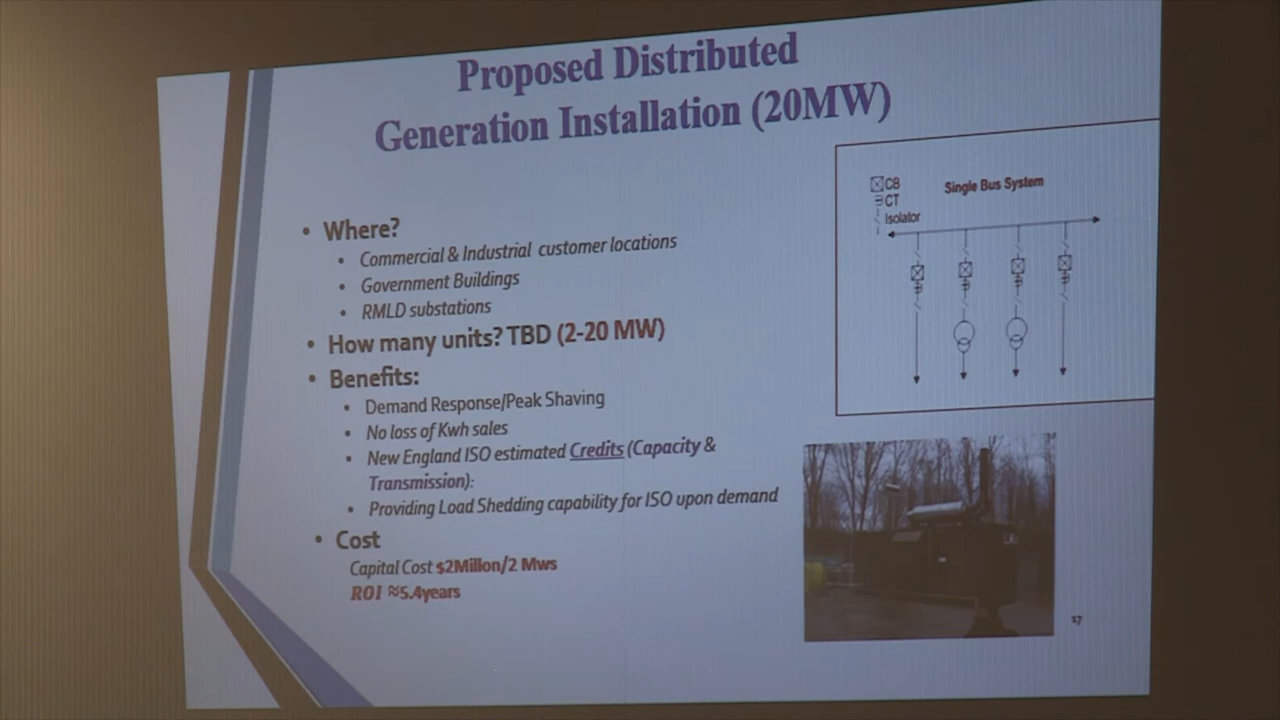 Proposed Distributed
Generation Installation (20MW)
• Where?
• Commercial & Industrial customer locations
• Government Buildings
• RMLD substations
• How many units? TBD (2-20 MW)
• Benefits:
• Demand Response/Peak Shaving
• No loss of Kwh sales
• New England ISO estimated Credits (Capacity &
Transmission):
• Providing Load Shedding capability for ISO upon demand
• Cost
Capital Cost $2Millon/2 Mws
ROI ≈5.4years
CB
CT
Isolator
Single Bus System
17